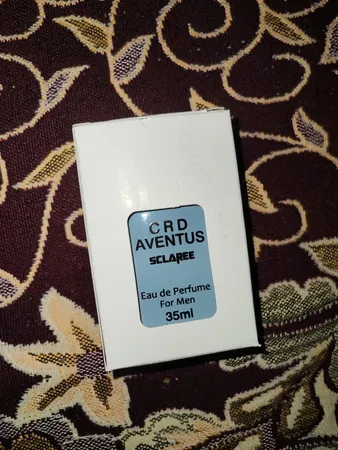 CRD
AVENTUS
SCLAREE
Eau de Perfume
For Men
35ml